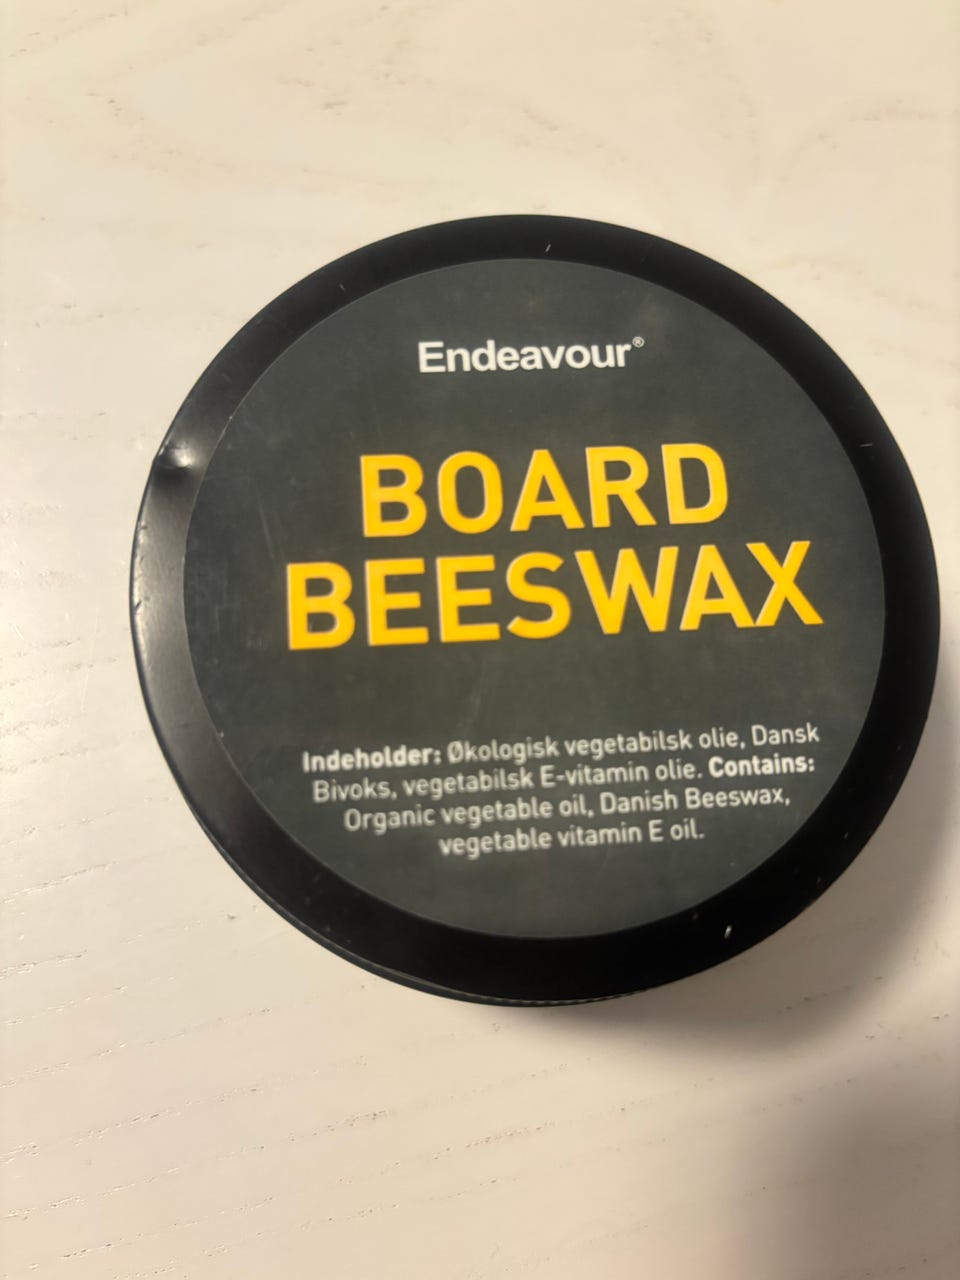 Endeavour®
BOARD
BEESWAX
Indeholder: Økologisk vegetabilsk olie, Dansk
Bivoks, vegetabilsk E-vitamin olie. Contains:
Organic vegetable oil, Danish Beeswax,
vegetable vitamin E oil.